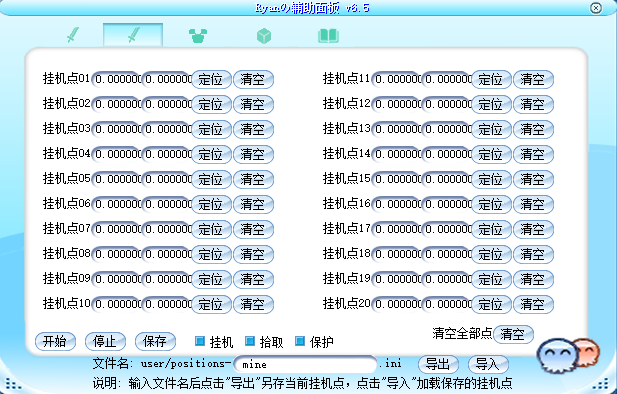 Ryanの辅助面板 v6.5
挂机点01 0.000000 0.000000 定位 清空 挂机点11 0.000000 0.000000 定位 清空
挂机点02 0.000000 0.000000 定位 清空 挂机点12 0.000000 0.000000 定位 清空
挂机点03 0.000000 0.000000 定位 清空 挂机点13 0.000000 0.000000 定位 清空
挂机点04 0.000000 0.000000 定位 清空 挂机点14 0.000000 0.000000 定位 清空
挂机点05 0.000000 0.000000 定位 清空 挂机点15 0.000000 0.000000 定位 清空
挂机点06 0.000000 0.000000 定位 清空 挂机点16 0.000000 0.000000 定位 清空
挂机点07 0.000000 0.000000 定位 清空 挂机点17 0.000000 0.000000 定位 清空
挂机点08 0.000000 0.000000 定位 清空 挂机点18 0.000000 0.000000 定位 清空
挂机点09 0.000000 0.000000 定位 清空 挂机点19 0.000000 0.000000 定位 清空
挂机点10 0.000000 0.000000 定位 清空 挂机点20 0.000000 0.000000 定位 清空
清空全部点 清空
开始 停止 保存 挂机 拾取 保护
文件名: user/positions- mine .ini 导出 导入
说明: 输入文件名后点击"导出"另存当前挂机点，点击"导入"加载保存的挂机点